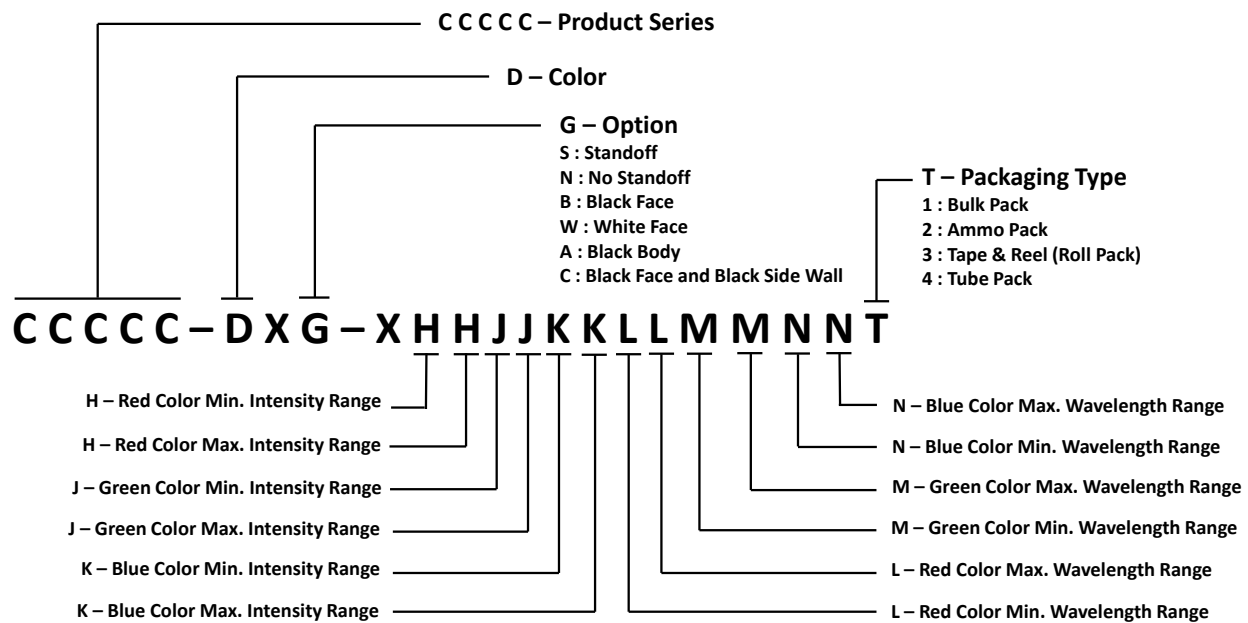 C C C C C – Product Series
D – Color
G – Option
S : Standoff
N : No Standoff
B : Black Face
W : White Face
A : Black Body
C : Black Face and Black Side Wall
T – Packaging Type
1 : Bulk Pack
2 : Ammo Pack
3 : Tape & Reel (Roll Pack)
4 : Tube Pack
C C C C C – D X G – X H H J J K K L L M M N N T
H – Red Color Min. Intensity Range
H – Red Color Max. Intensity Range
J – Green Color Min. Intensity Range
J – Green Color Max. Intensity Range
K – Blue Color Min. Intensity Range
K – Blue Color Max. Intensity Range
N – Blue Color Max. Wavelength Range
N – Blue Color Min. Wavelength Range
M – Green Color Max. Wavelength Range
M – Green Color Min. Wavelength Range
L – Red Color Max. Wavelength Range
L – Red Color Min. Wavelength Range